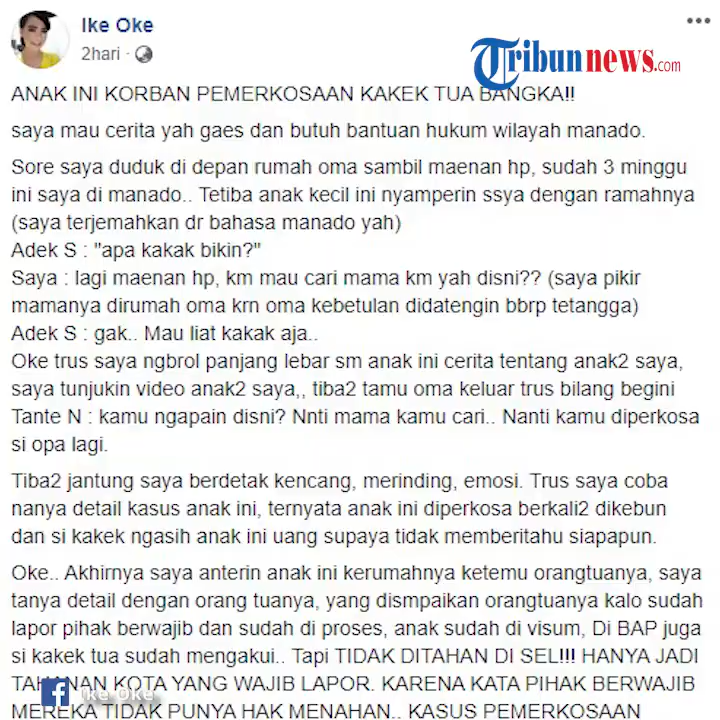 Ike Oke
2hari
Tribunnews.com
ANAK INI KORBAN PEMERKOSAAN KAKEK TUA BANGKA!!
saya mau cerita yah gaes dan butuh bantuan hukum wilayah manado.
Sore saya duduk di depan rumah oma sambil maenan hp, sudah 3 minggu
ini saya di manado.. Tetiba anak kecil ini nyamperin ssya dengan ramahnya
(saya terjemahkan dr bahasa manado yah)
Adek S : "apa kakak bikin?"
Saya : lagi maenan hp, km mau cari mama km yah disni?? (saya pikir
mamanya dirumah oma krn oma kebetulan didatengin bbrp tetangga)
Adek S : gak.. Mau liat kakak aja..
Oke trus saya ngbrol panjang lebar sm anak ini cerita tentang anak2 saya,
saya tunjukin video anak2 saya,, tiba2 tamu oma keluar trus bilang begini
Tante N : kamu ngapain disni? Nnti mama kamu cari.. Nanti kamu diperkosa
si opa lagi.
Tiba2 jantung saya berdetak kencang, merinding, emosi. Trus saya coba
nanya detail kasus anak ini, ternyata anak ini diperkosa berkali2 dikebun
dan si kakek ngasih anak ini uang supaya tidak memberitahu siapapun.
Oke.. Akhirnya saya anterin anak ini kerumahnya ketemu orangtuanya, saya
tanya detail dengan orang tuanya, yang dismpaikan orangtuanya kalo sudah
lapor pihak berwajib dan sudah di proses, anak sudah di visum, Di BAP juga
si kakek tua sudah mengakui.. Tapi TIDAK DITAHAN DI SEL!!! HANYA JADI
TAHANAN KOTA YANG WAJIB LAPOR. KARENA KATA PIHAK BERWAJIB
Ike Oke
MEREKA TIDAK PUNYA HAK MENAHAN.. KASUS PEMERKOSAAN